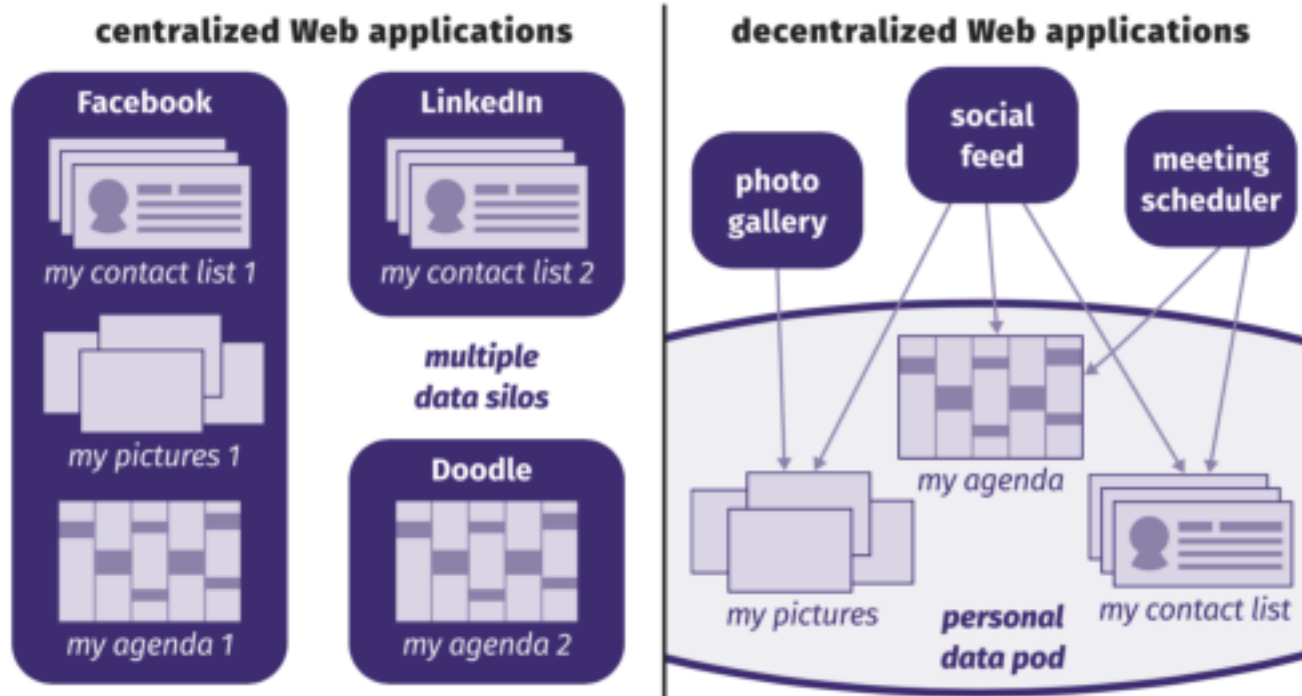 centralized Web applications
Facebook
my contact list 1
my pictures 1
my agenda 1
LinkedIn
my contact list 2
multiple
data silos
Doodle
my agenda 2
decentralized Web applications
photo
gallery
social
feed
meeting
scheduler
my agenda
my pictures
my contact list
personal
data pod